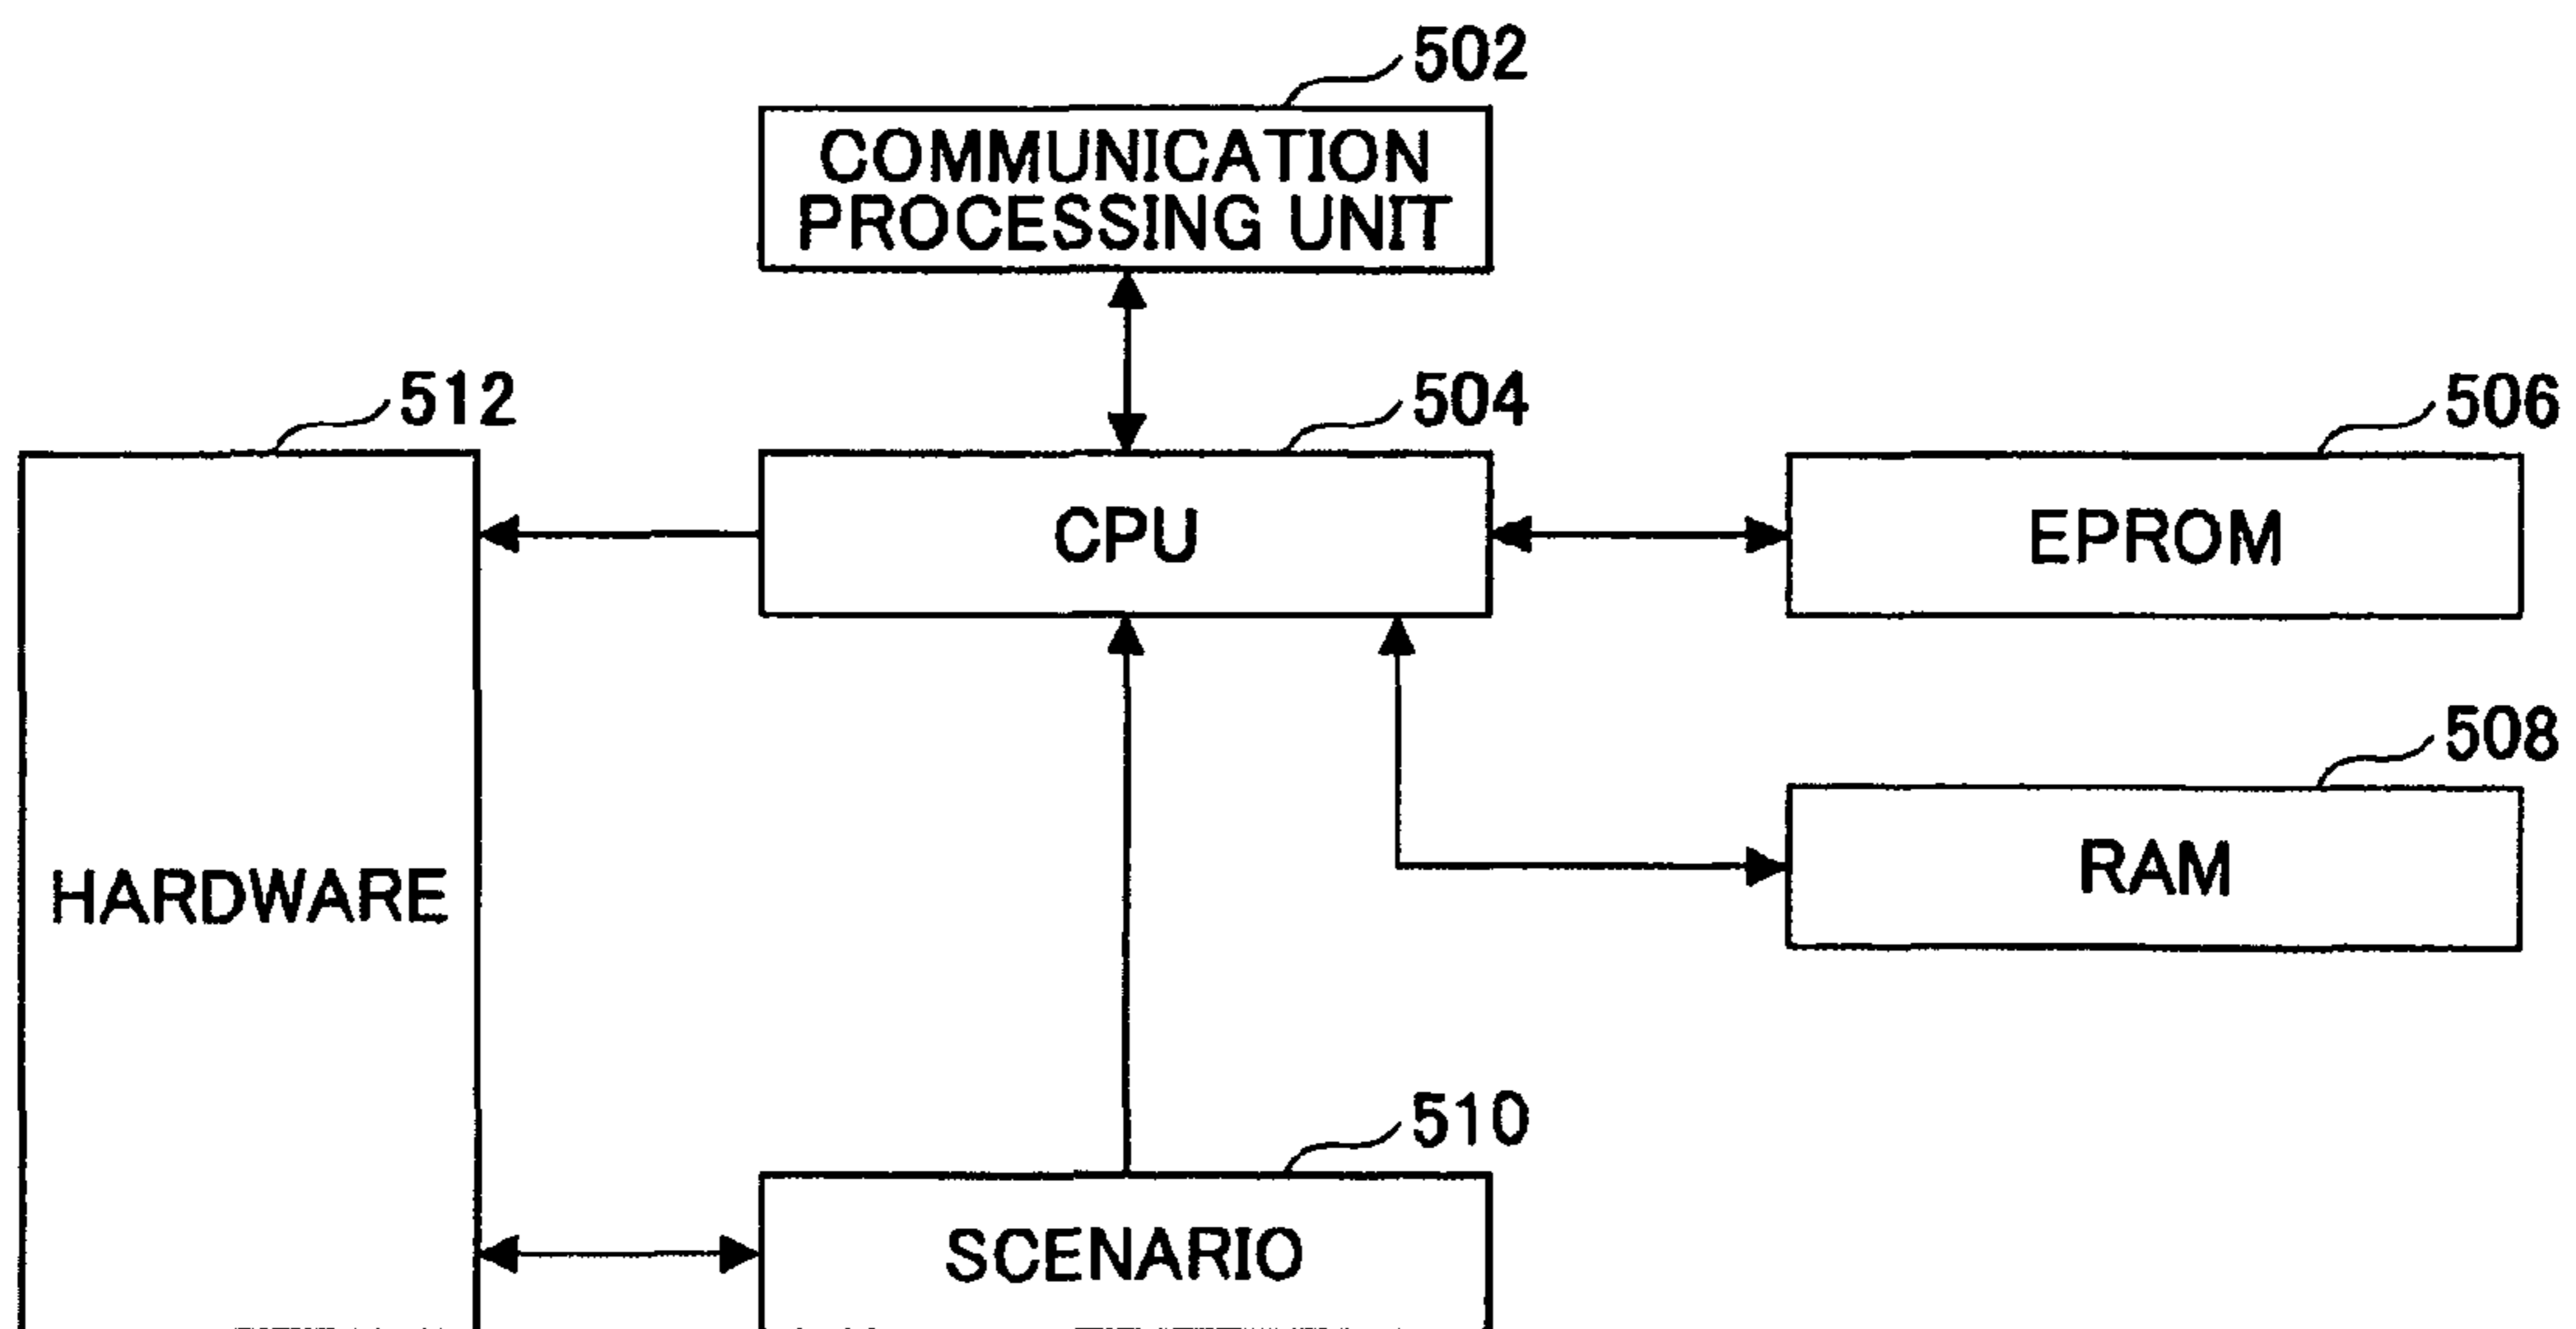 502
COMMUNICATION
PROCESSING UNIT
512
504
506
CPU
EPROM
508
HARDWARE
RAM
510
SCENARIO